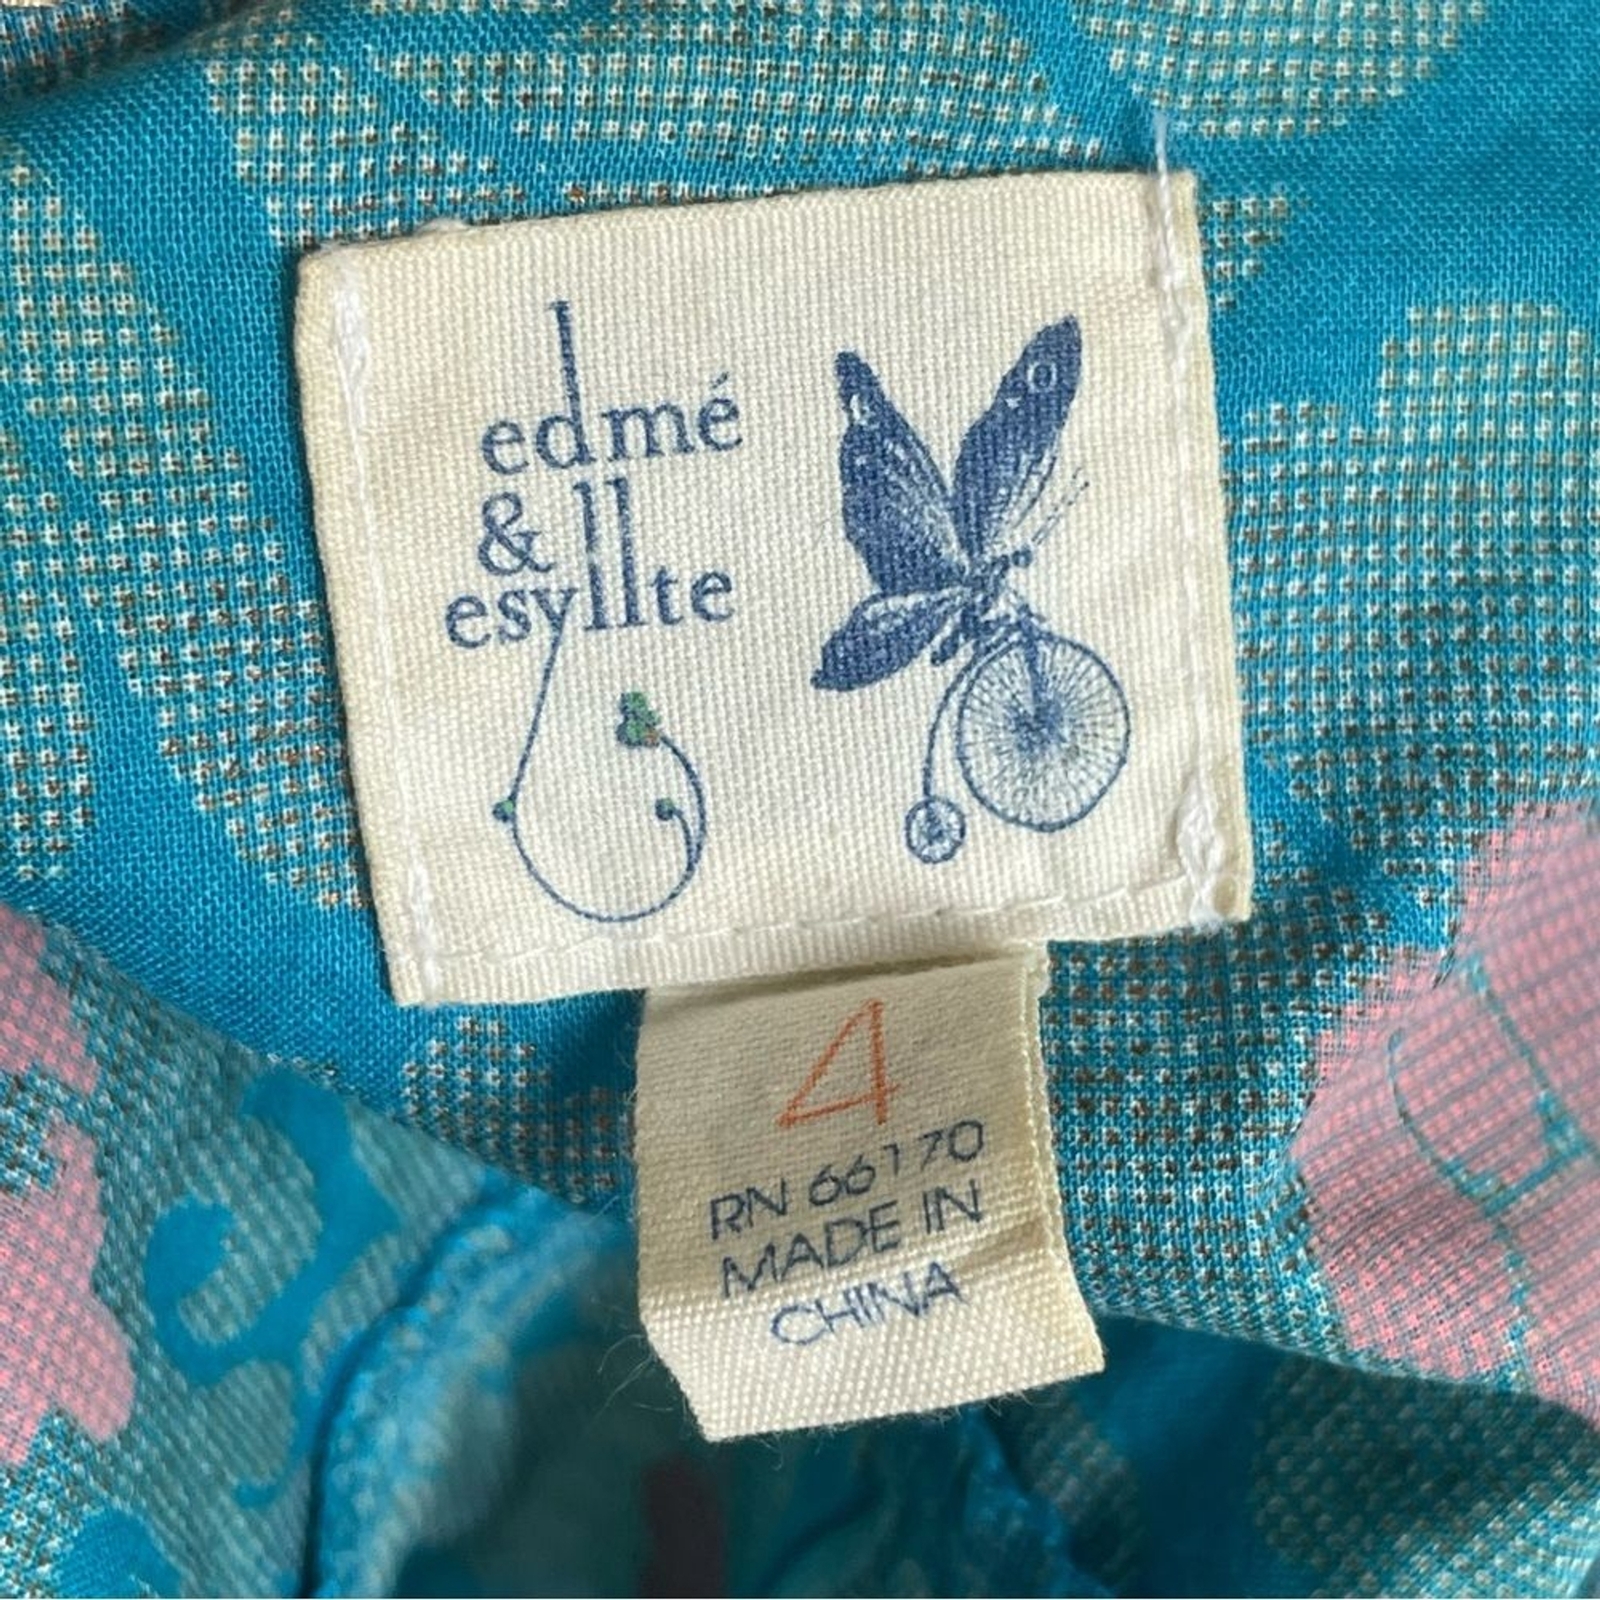 edmé
&
esyllte
4
RN 66170
MADE IN
CHINA